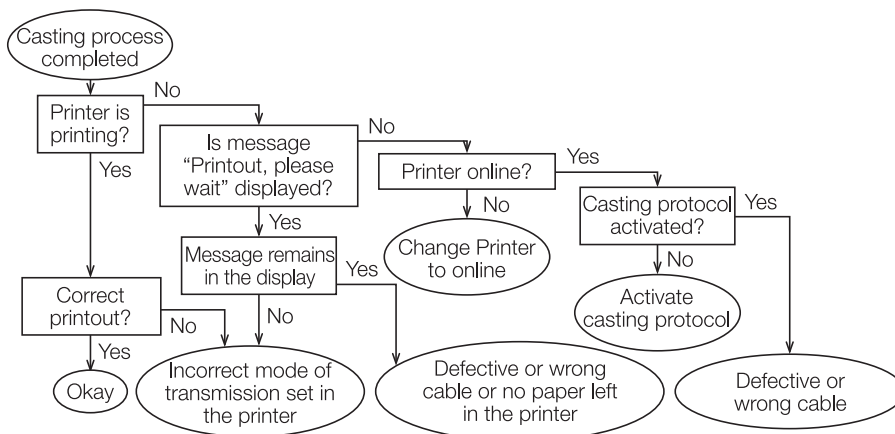 Casting process
completed
No
Printer is
printing?
Yes
Is message
"Printout, please
wait" displayed?
No
Printer online?
Yes
No
Change Printer
to online
Casting protocol
activated?
Yes
No
Activate
casting protocol
Yes
Message remains
in the display
Yes
No
Correct
printout?
No
Yes
Okay
Incorrect mode of
transmission set in
the printer
Defective or wrong
cable or no paper left
in the printer
Defective or
wrong cable